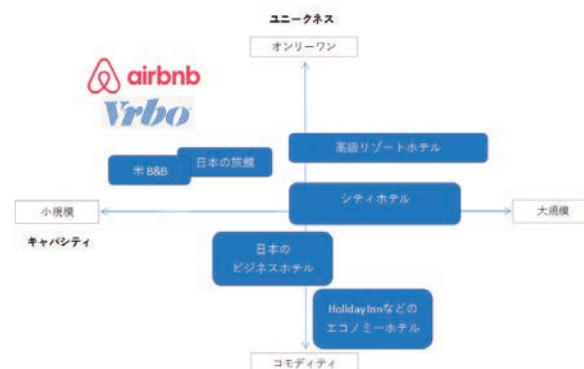 ユニークネス
オンリーワン
airbnb
Vrbo
高級リゾートホテル
日本の旅館
米 B&B
シティホテル
小規模
大規模
キャパシティ
日本の
ビジネスホテル
Holiday Innなどの
エコノミーホテル
コモディティ